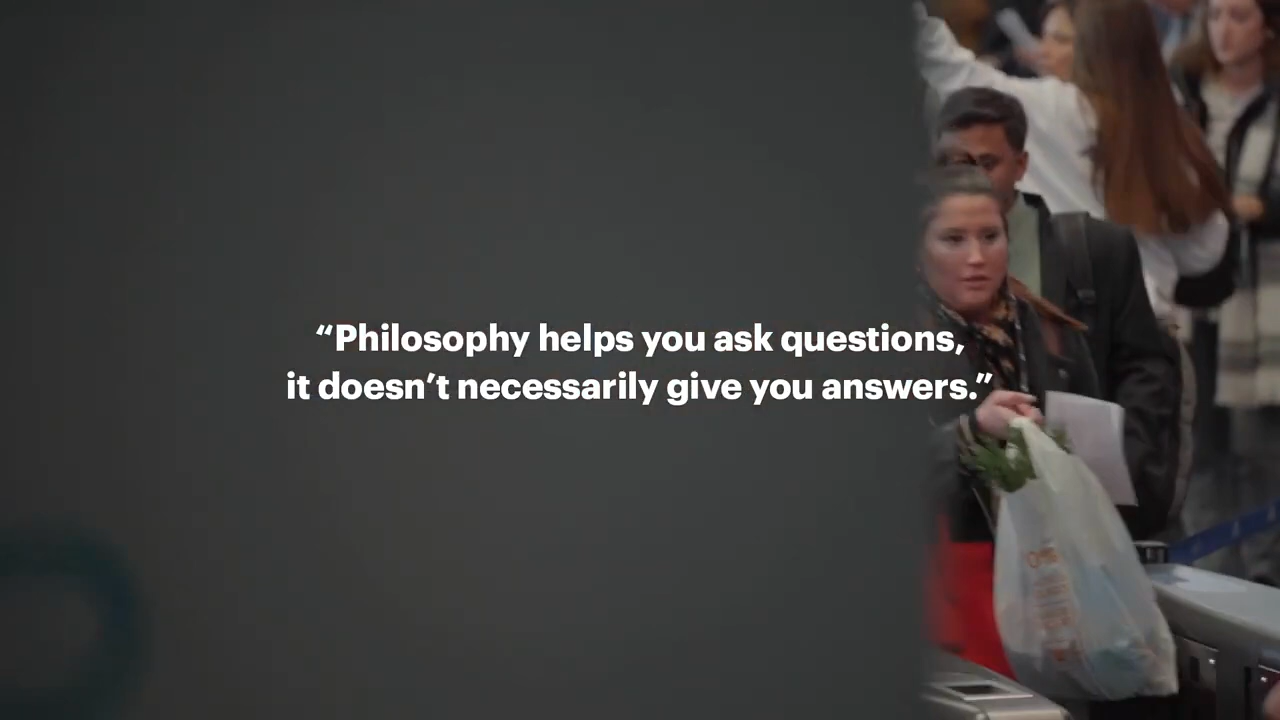 “Philosophy helps you ask questions,
it doesn’t necessarily give you answers.”